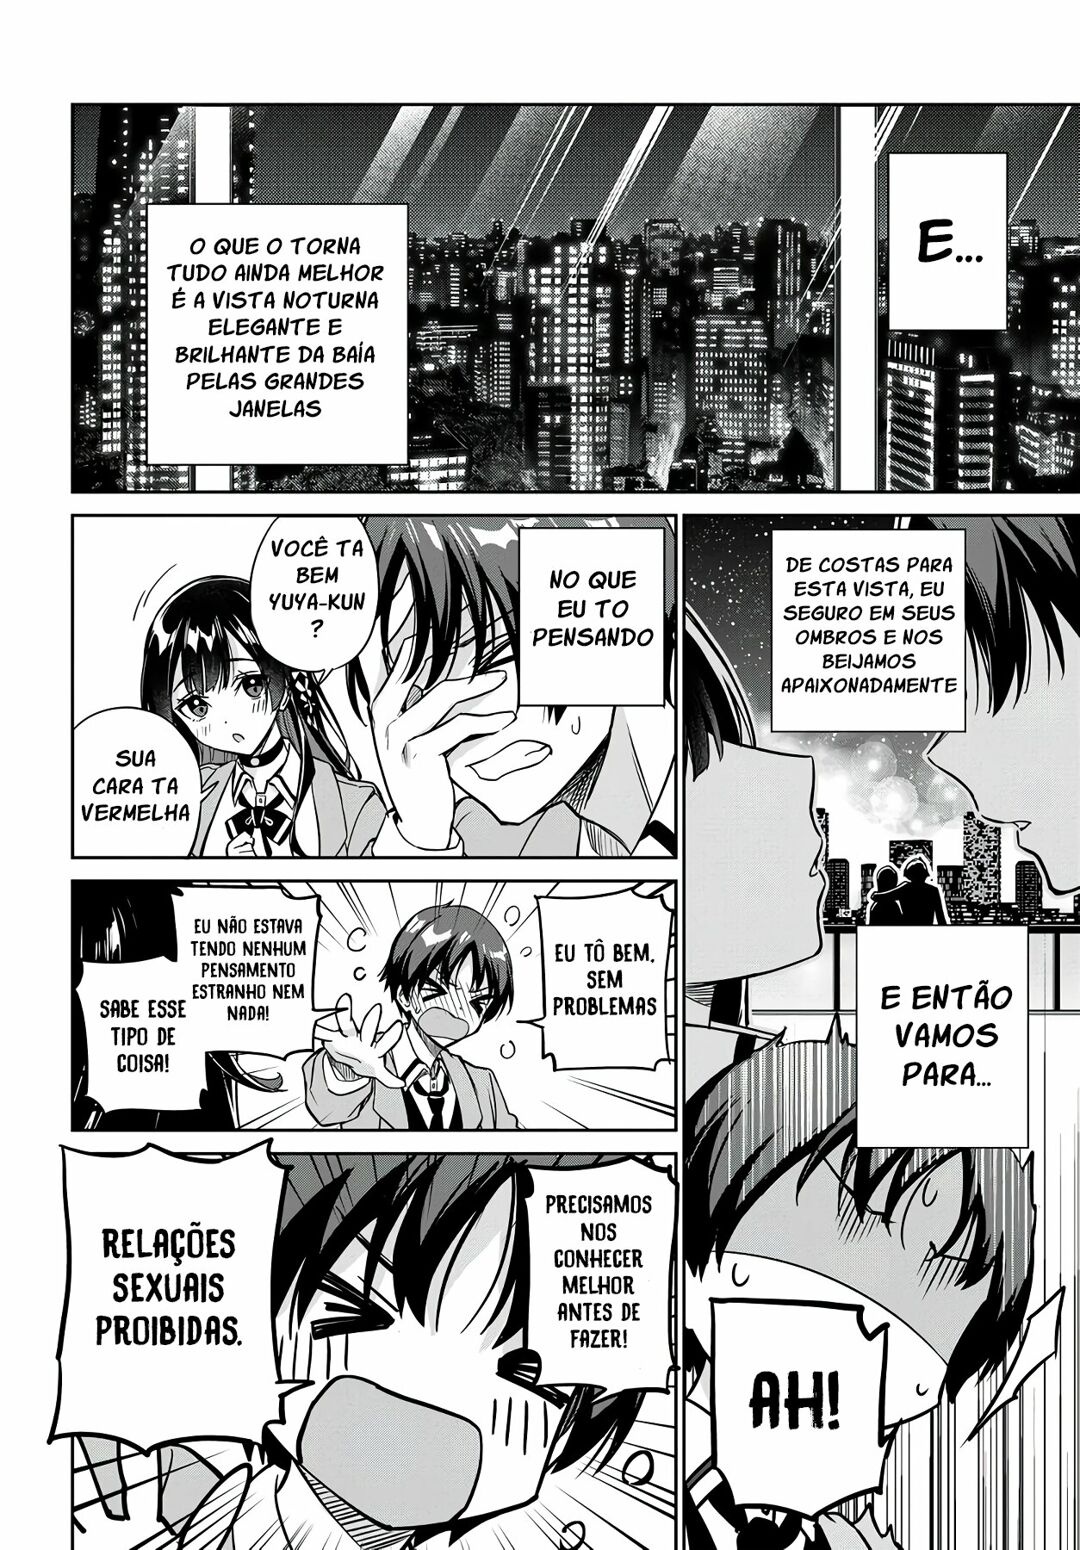 E...
O QUE O TORNA
TUDO AINDA MELHOR
É A VISTA NOTURNA
ELEGANTE E
BRILHANTE DA BAÍA
PELAS GRANDES
JANELAS
DE COSTAS PARA
ESTA VISTA, EU
SEGURO EM SEUS
OMBROS E NOS
BEIJAMOS
APAIXONADAMENTE
E ENTÃO
VAMOS
PARA...
AH!
NO QUE
EU TO
PENSANDO
VOCÊ TA
BEM
YUYA-KUN
?
SUA
CARA TA
VERMELHA
EU TÔ BEM,
SEM
PROBLEMAS
EU NÃO ESTAVA
TENDO NENHUM
PENSAMENTO
ESTRANHO NEM
NADA!
SABE ESSE
TIPO DE
COISA!
PRECISAMOS
NOS
CONHECER
MELHOR
ANTES DE
FAZER!
RELAÇÕES
SEXUAIS
PROIBIDAS.